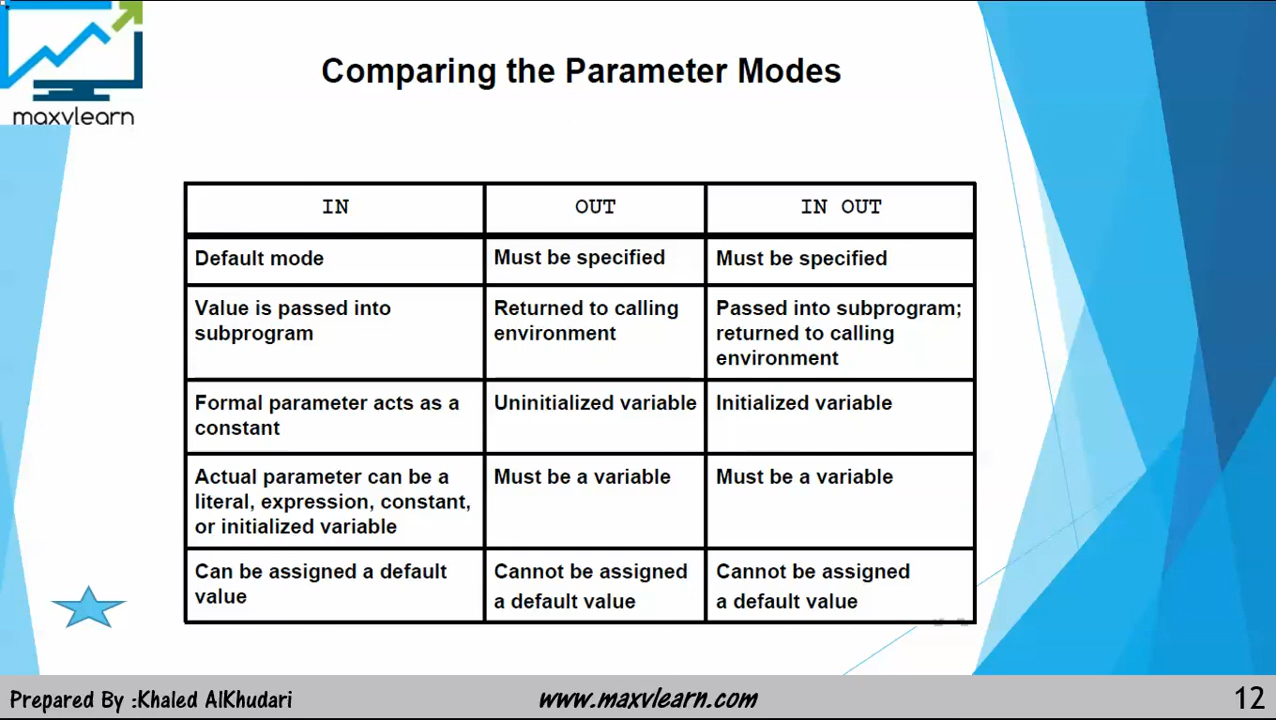 maxvlearn
Comparing the Parameter Modes
IN
OUT
IN OUT
Default mode
Must be specified
Must be specified
Value is passed into
subprogram
Returned to calling
environment
Passed into subprogram;
returned to calling
environment
Formal parameter acts as a
constant
Uninitialized variable
Initialized variable
Actual parameter can be a
literal, expression, constant,
or initialized variable
Must be a variable
Must be a variable
Can be assigned a default
value
Cannot be assigned
a default value
Cannot be assigned
a default value
Prepared By :Khaled AlKhudari
www.maxvlearn.com
12